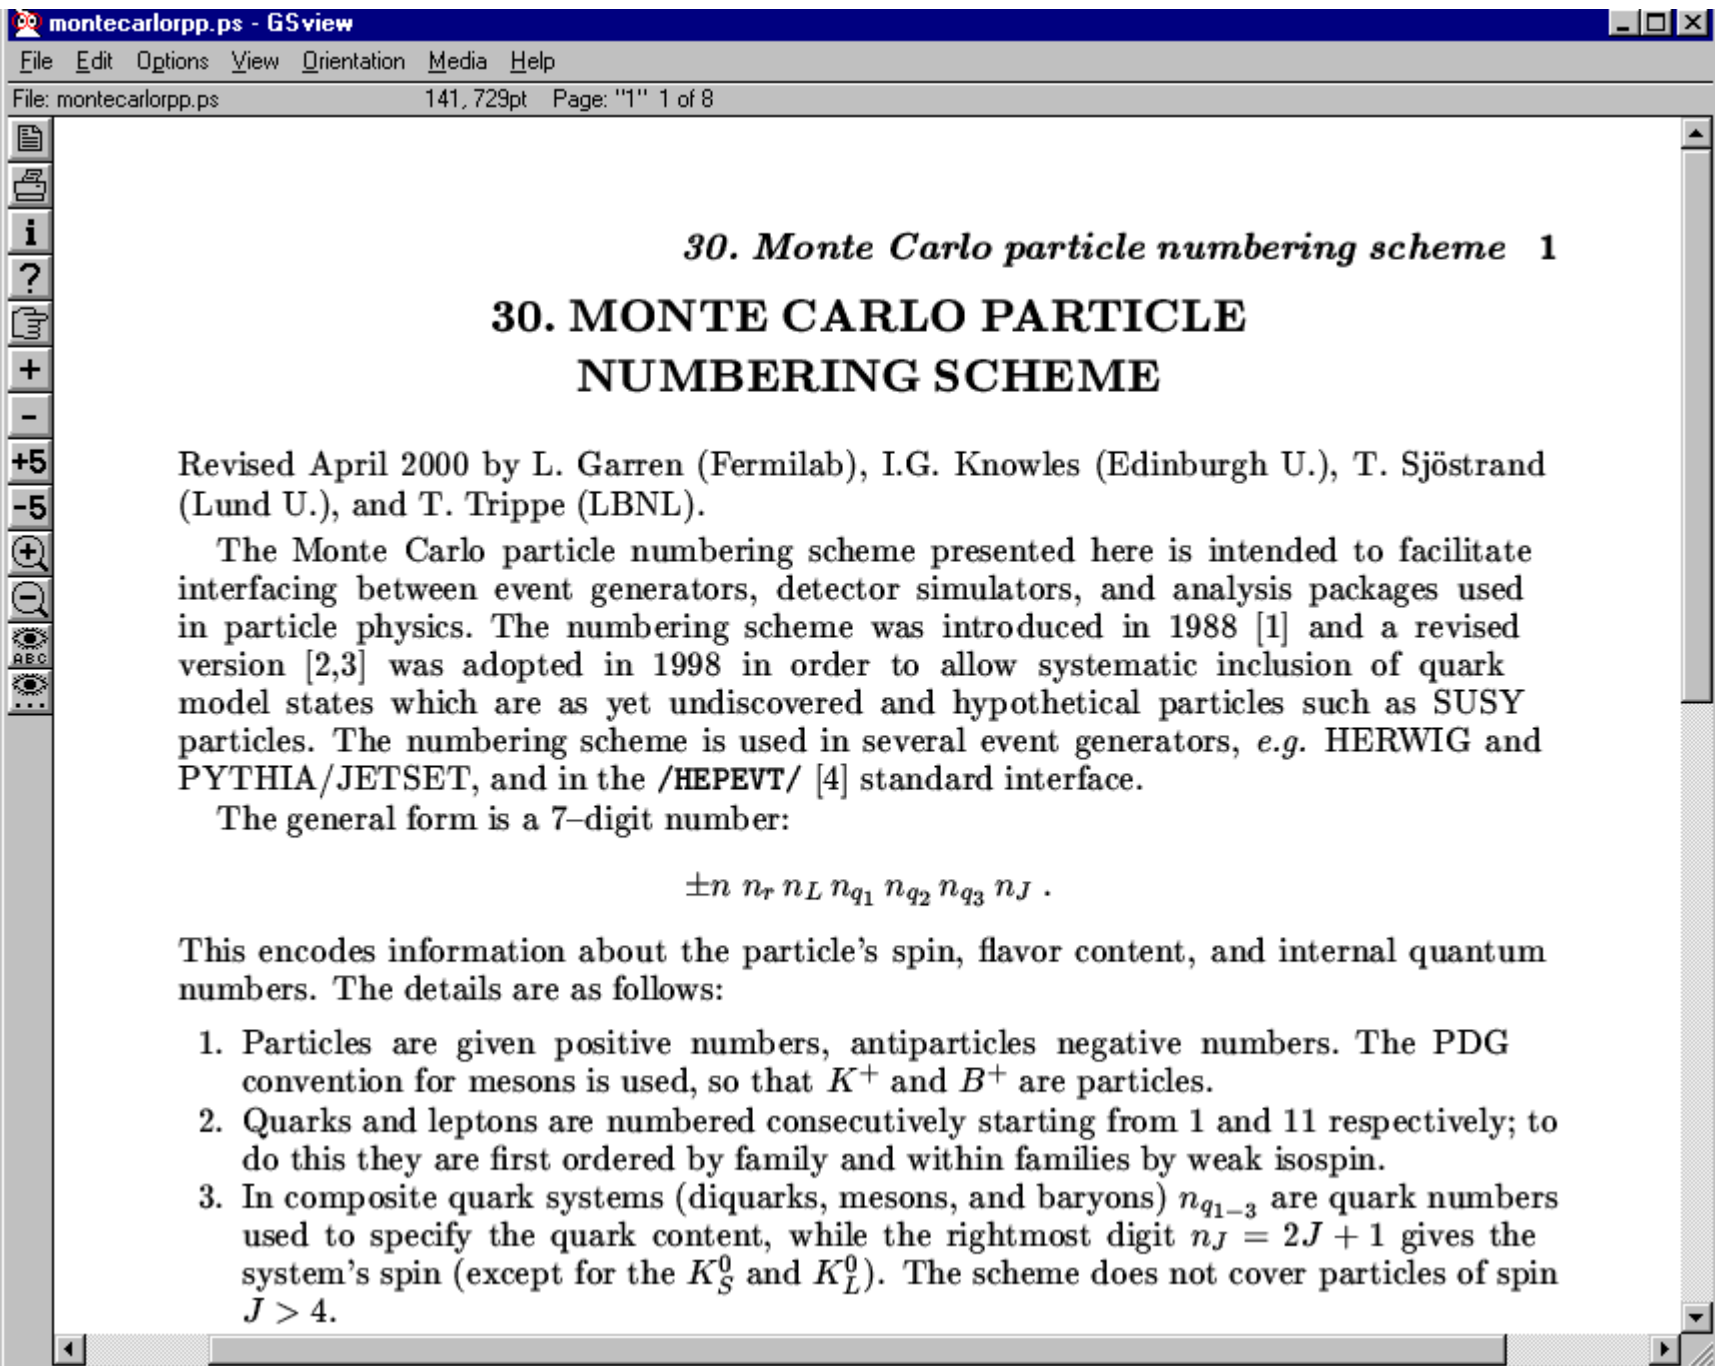 montecarlorpp.ps - GSview
File Edit Options View Orientation Media Help
File: montecarlorpp.ps 141, 729pt Page: "1" 1 of 8
i
?
+
-
+5
-5
ABC
30. Monte Carlo particle numbering scheme 1
30. MONTE CARLO PARTICLE
NUMBERING SCHEME
Revised April 2000 by L. Garren (Fermilab), I.G. Knowles (Edinburgh U.), T. Sjöstrand
(Lund U.), and T. Trippe (LBNL).
The Monte Carlo particle numbering scheme presented here is intended to facilitate
interfacing between event generators, detector simulators, and analysis packages used
in particle physics. The numbering scheme was introduced in 1988 [1] and a revised
version [2,3] was adopted in 1998 in order to allow systematic inclusion of quark
model states which are as yet undiscovered and hypothetical particles such as SUSY
particles. The numbering scheme is used in several event generators, e.g. HERWIG and
PYTHIA/JETSET, and in the /HEPEVT/ [4] standard interface.
The general form is a 7–digit number:
±n n_r n_L n_{q_1} n_{q_2} n_{q_3} n_J .
This encodes information about the particle's spin, flavor content, and internal quantum
numbers. The details are as follows:
1. Particles are given positive numbers, antiparticles negative numbers. The PDG
convention for mesons is used, so that K^+ and B^+ are particles.
2. Quarks and leptons are numbered consecutively starting from 1 and 11 respectively; to
do this they are first ordered by family and within families by weak isospin.
3. In composite quark systems (diquarks, mesons, and baryons) n_{q_{1-3}} are quark numbers
used to specify the quark content, while the rightmost digit n_J = 2J + 1 gives the
system's spin (except for the K^0_S and K^0_L). The scheme does not cover particles of spin
J > 4.